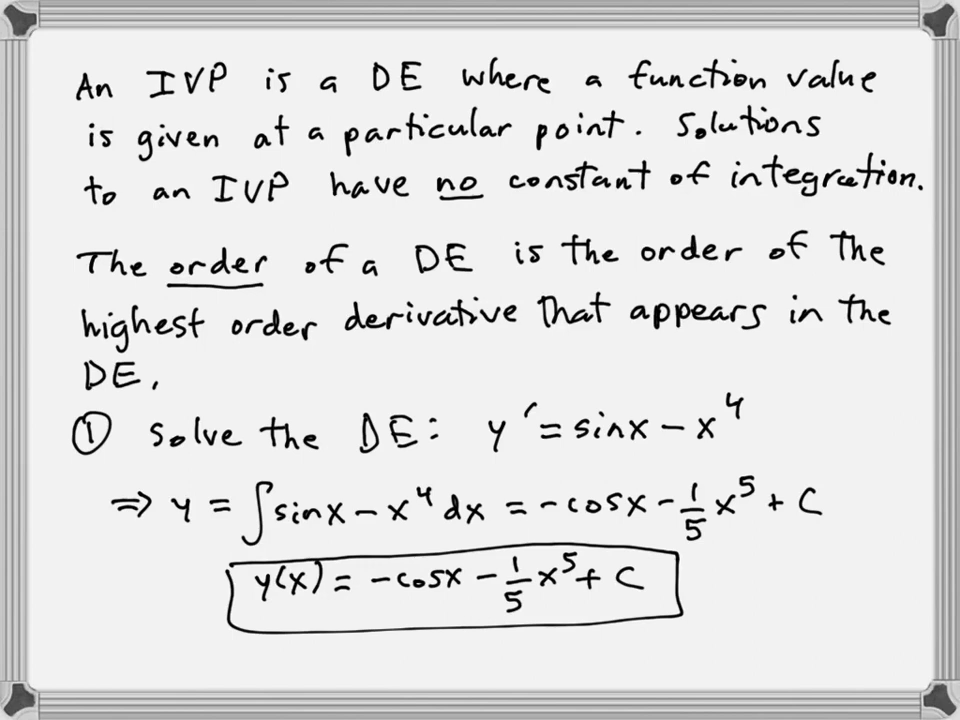 An IVP is a DE where a function value
is given at a particular point. Solutions
to an IVP have no constant of integration.
The order of a DE is the order of the
highest order derivative that appears in the
DE.
① Solve the DE: y' = sinx - x⁴
⇒ y = ∫sinx - x⁴ dx = -cosx - 1/5 x⁵ + C
y(x) = -cosx - 1/5 x⁵ + C